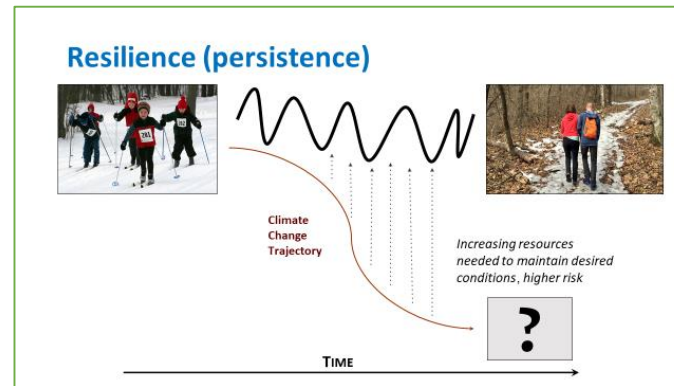 Resilience (persistence)
Climate
Change
Trajectory
Increasing resources
needed to maintain desired
conditions, higher risk
?
TIME